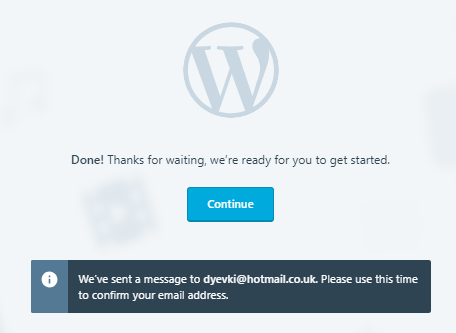 Done! Thanks for waiting, we're ready for you to get started.
Continue
We've sent a message to dyevki@hotmail.co.uk. Please use this time
to confirm your email address.